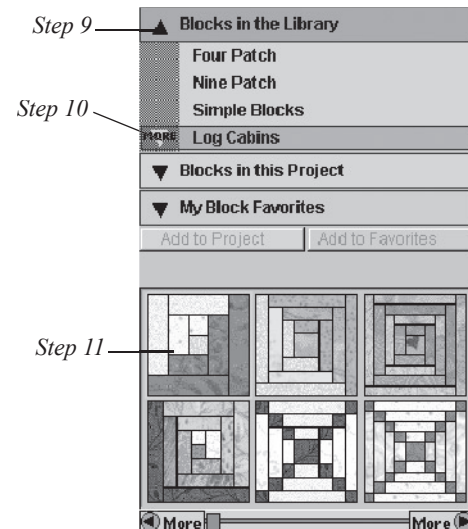 Step 9
Blocks in the Library
Four Patch
Nine Patch
Simple Blocks
Step 10
MORE
Log Cabins
Blocks in this Project
My Block Favorites
Add to Project
Add to Favorites
Step 11
More
More